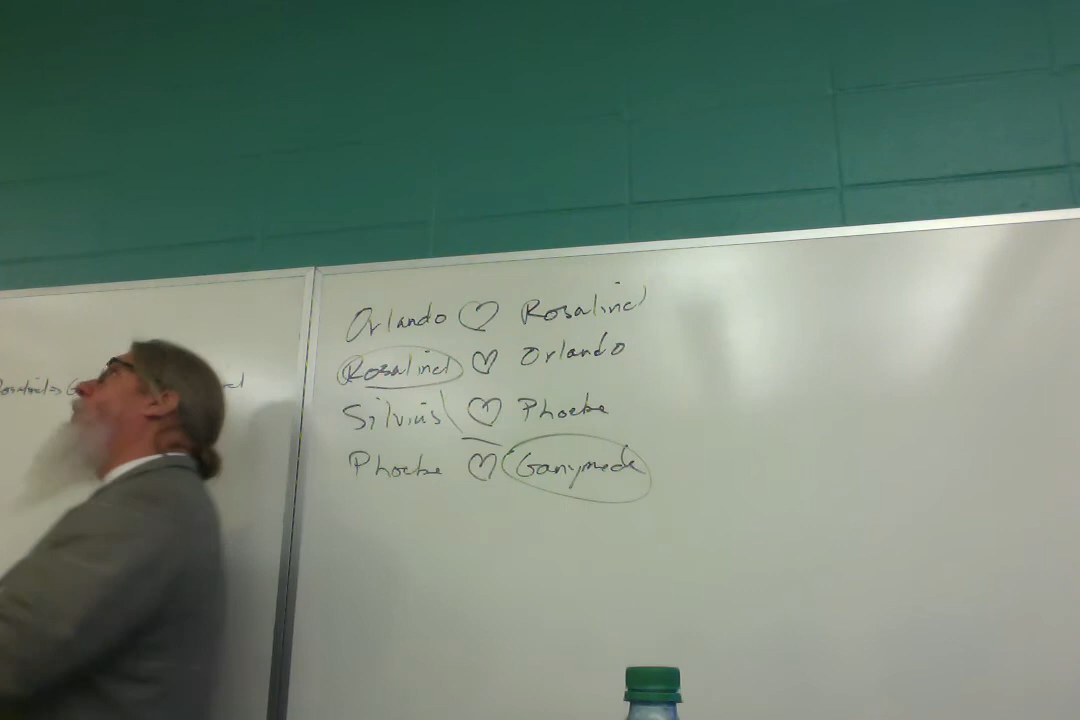 Orlando ♡ Rosalind
Rosalind ♡ Orlando
Silvius ♡ Phoebe
Phoebe ♡ Ganymede